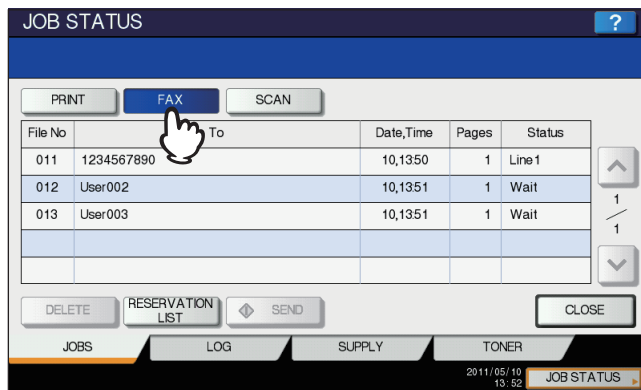 JOB STATUS ?
PRINT FAX SCAN
File No To Date,Time Pages Status
011 1234567890 10,13:50 1 Line1
012 User002 10,13:51 1 Wait
013 User003 10,13:51 1 Wait
1
1
DELETE RESERVATION LIST SEND CLOSE
JOBS LOG SUPPLY TONER
2011/05/10
13:52 JOB STATUS